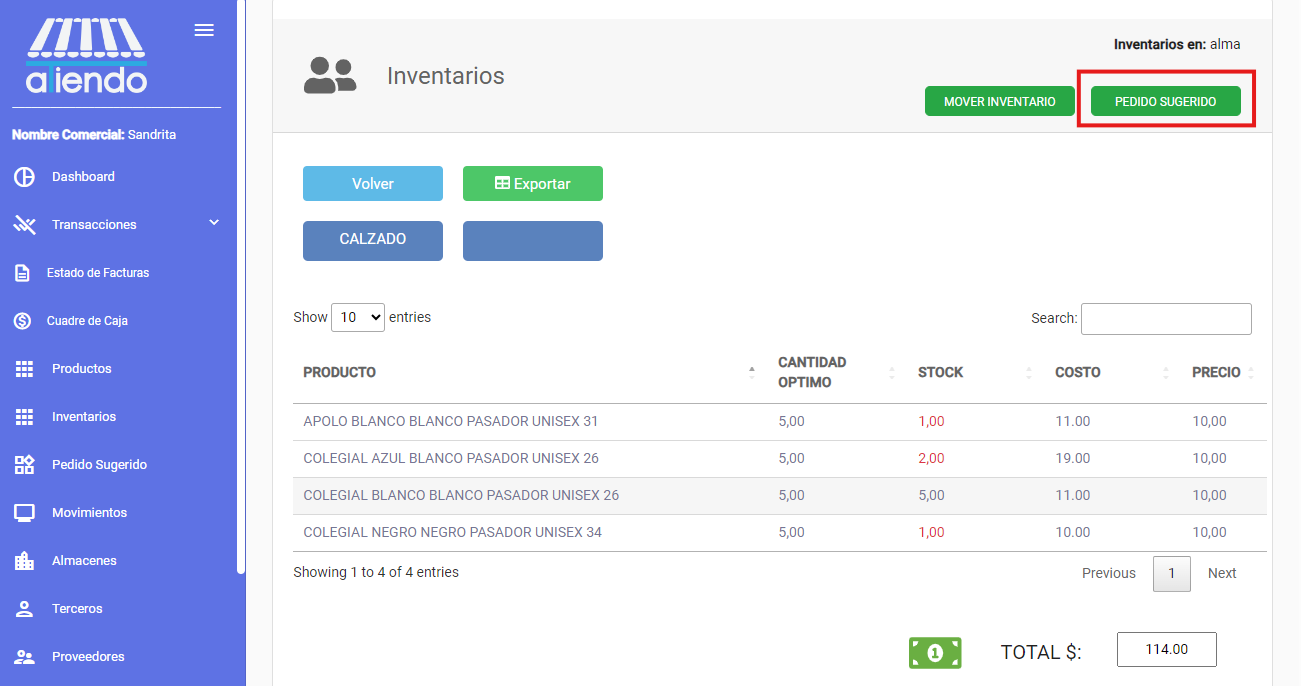 aTiendo
Nombre Comercial: Sandrita
Dashboard
Transacciones
Estado de Facturas
Cuadre de Caja
Productos
Inventarios
Pedido Sugerido
Movimientos
Almacenes
Terceros
Proveedores
Inventarios en: alma
Inventarios
MOVER INVENTARIO PEDIDO SUGERIDO
Volver Exportar
CALZADO
Show 10 entries Search:
PRODUCTO CANTIDAD OPTIMO STOCK COSTO PRECIO
APOLO BLANCO BLANCO PASADOR UNISEX 31 5,00 1,00 11.00 10,00
COLEGIAL AZUL BLANCO PASADOR UNISEX 26 5,00 2,00 19.00 10,00
COLEGIAL BLANCO BLANCO PASADOR UNISEX 26 5,00 5,00 11.00 10,00
COLEGIAL NEGRO NEGRO PASADOR UNISEX 34 5,00 1,00 10.00 10,00
Showing 1 to 4 of 4 entries Previous 1 Next
1 TOTAL $: 114.00